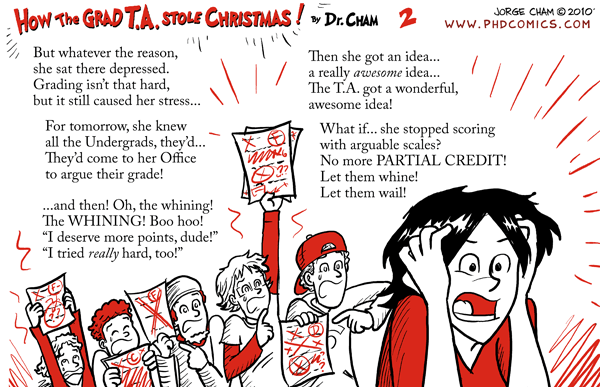 How The GRAD T.A. STOLE CHRISTMAS! By DR. CHAM 2
JORGE CHAM © 2010
WWW.PHDCOMICS.COM
But whatever the reason,
she sat there depressed.
Grading isn't that hard,
but it still caused her stress...
For tomorrow, she knew
all the Undergrads, they'd...
They'd come to her Office
to argue their grade!
...and then! Oh, the whining!
The WHINING! Boo hoo!
"I deserve more points, dude!"
"I tried really hard, too!"
Then she got an idea...
a really awesome idea...
The T.A. got a wonderful,
awesome idea!
What if... she stopped scoring
with arguable scales?
No more PARTIAL CREDIT!
Let them whine!
Let them wail!